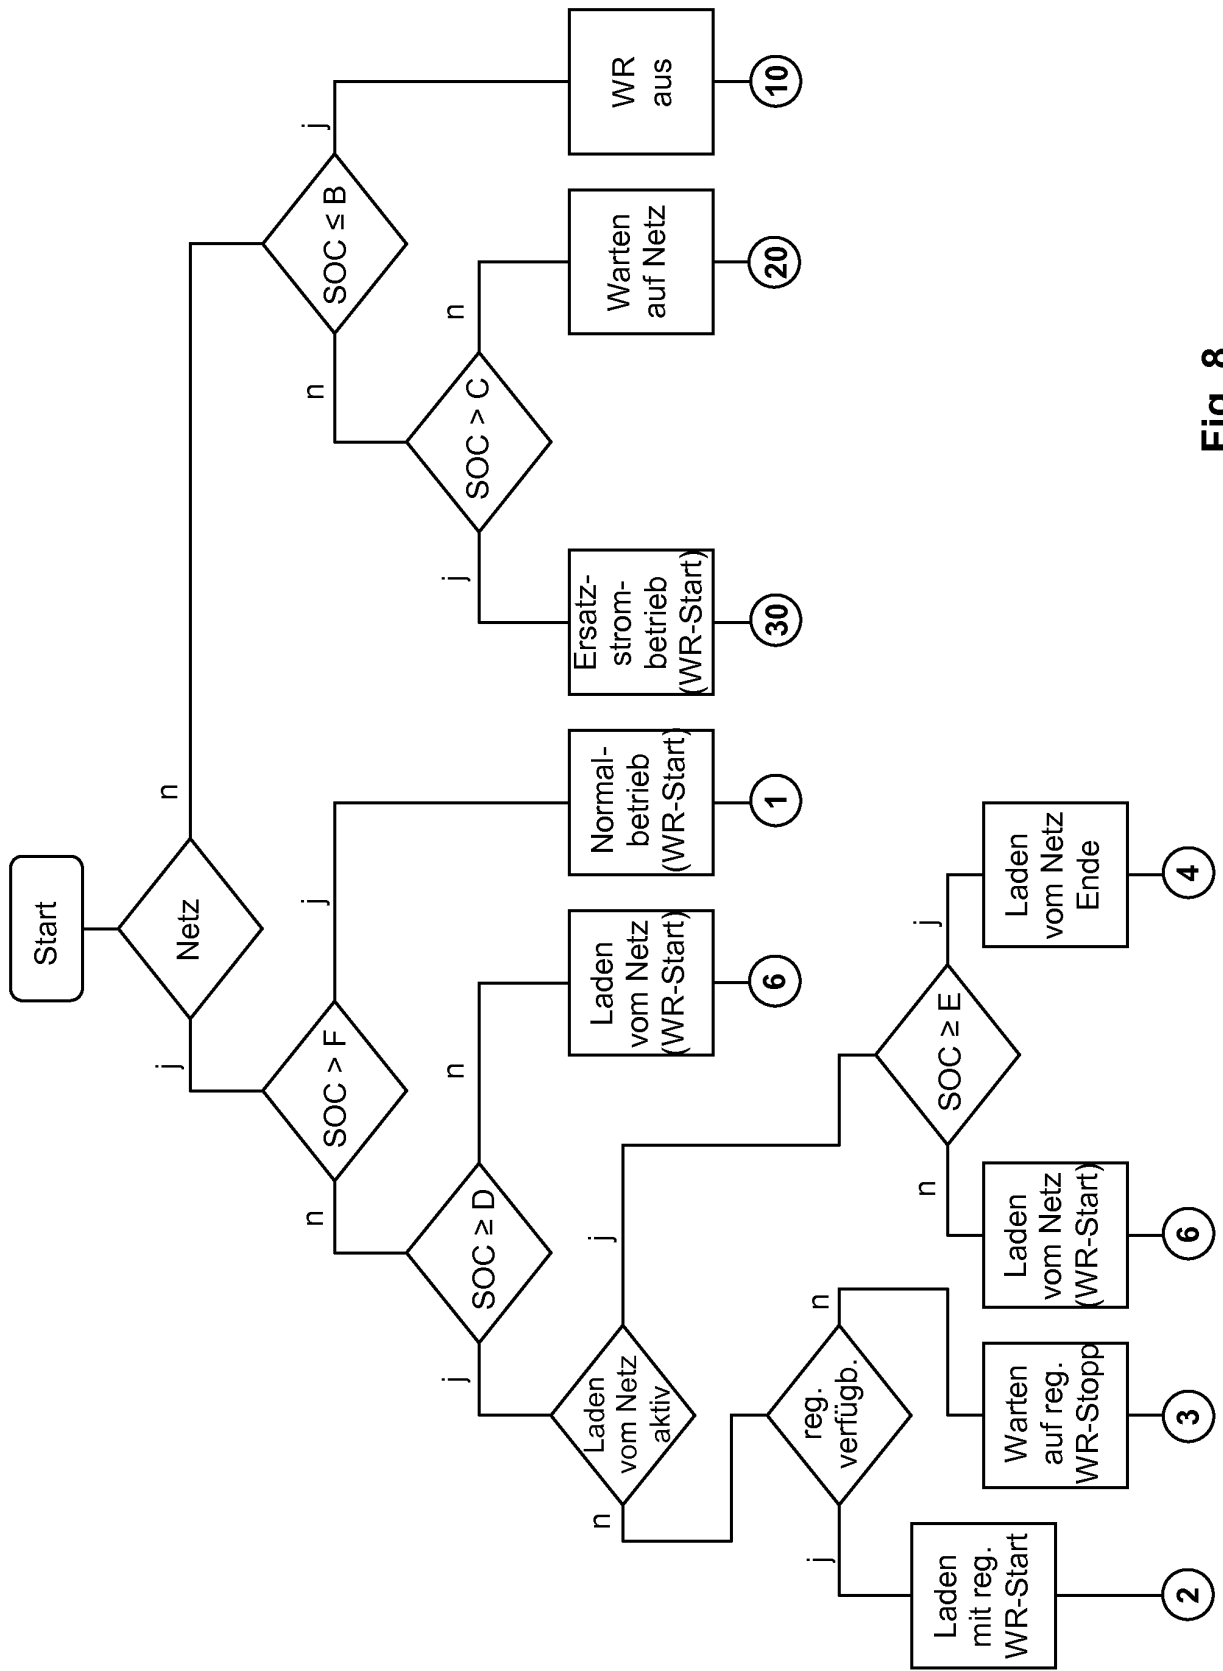 Start
Netz
j
n
SOC > F
n
j
SOC ≤ B
n
j
SOC ≥ D
j
n
SOC > C
j
n
Laden
vom Netz
(WR-Start)
6
Normal-
betrieb
(WR-Start)
1
Ersatz-
strom-
betrieb
(WR-Start)
30
Warten
auf Netz
20
WR
aus
10
Laden
vom Netz
aktiv
n
j
reg.
verfügb.
j
n
SOC ≥ E
n
j
Laden
mit reg.
WR-Start
2
Warten
auf reg.
WR-Stopp
3
Laden
vom Netz
(WR-Start)
6
Laden
vom Netz
Ende
4
Fig. 8